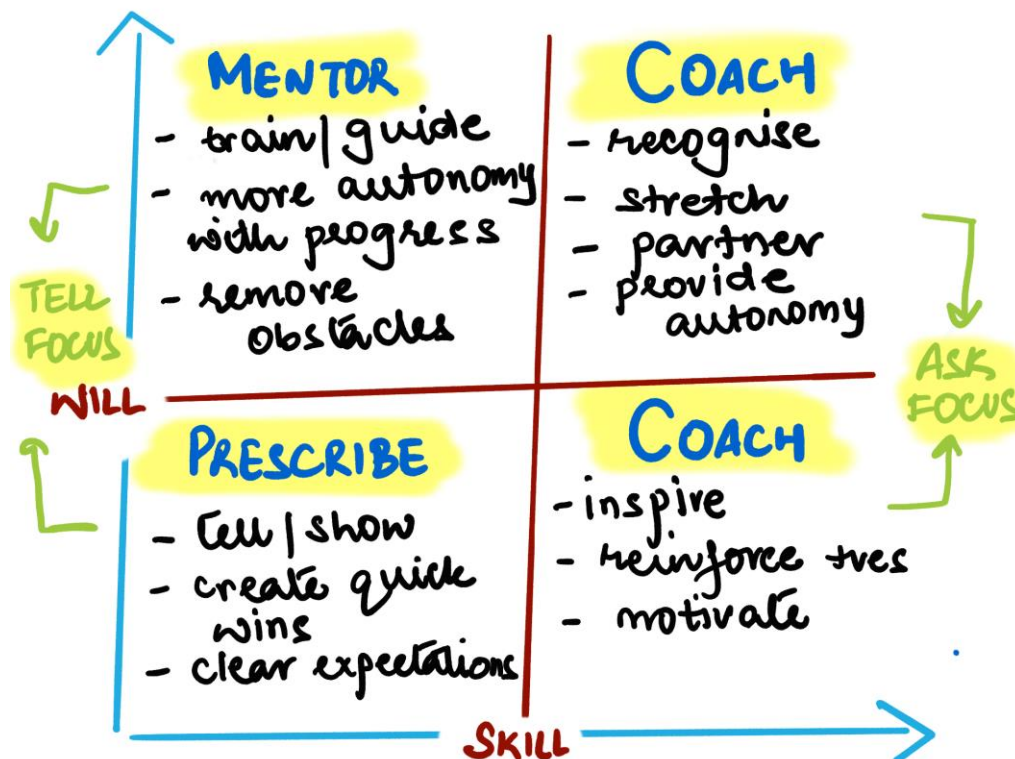 MENTOR
- train/guide
- more autonomy
with progress
- remove
obstacles
COACH
- recognise
- stretch
- partner
- provide
autonomy
TELL
FOCUS
WILL
ASK
FOCUS
PRESCRIBE
- tell/show
- create quick
wins
- clear expectations
COACH
- inspire
- reinforce +ves
- motivate
SKILL